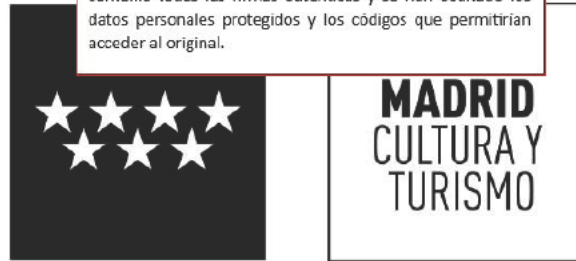 datos personales protegidos y los códigos que permitirían
acceder al original.
MADRID
CULTURA Y
TURISMO